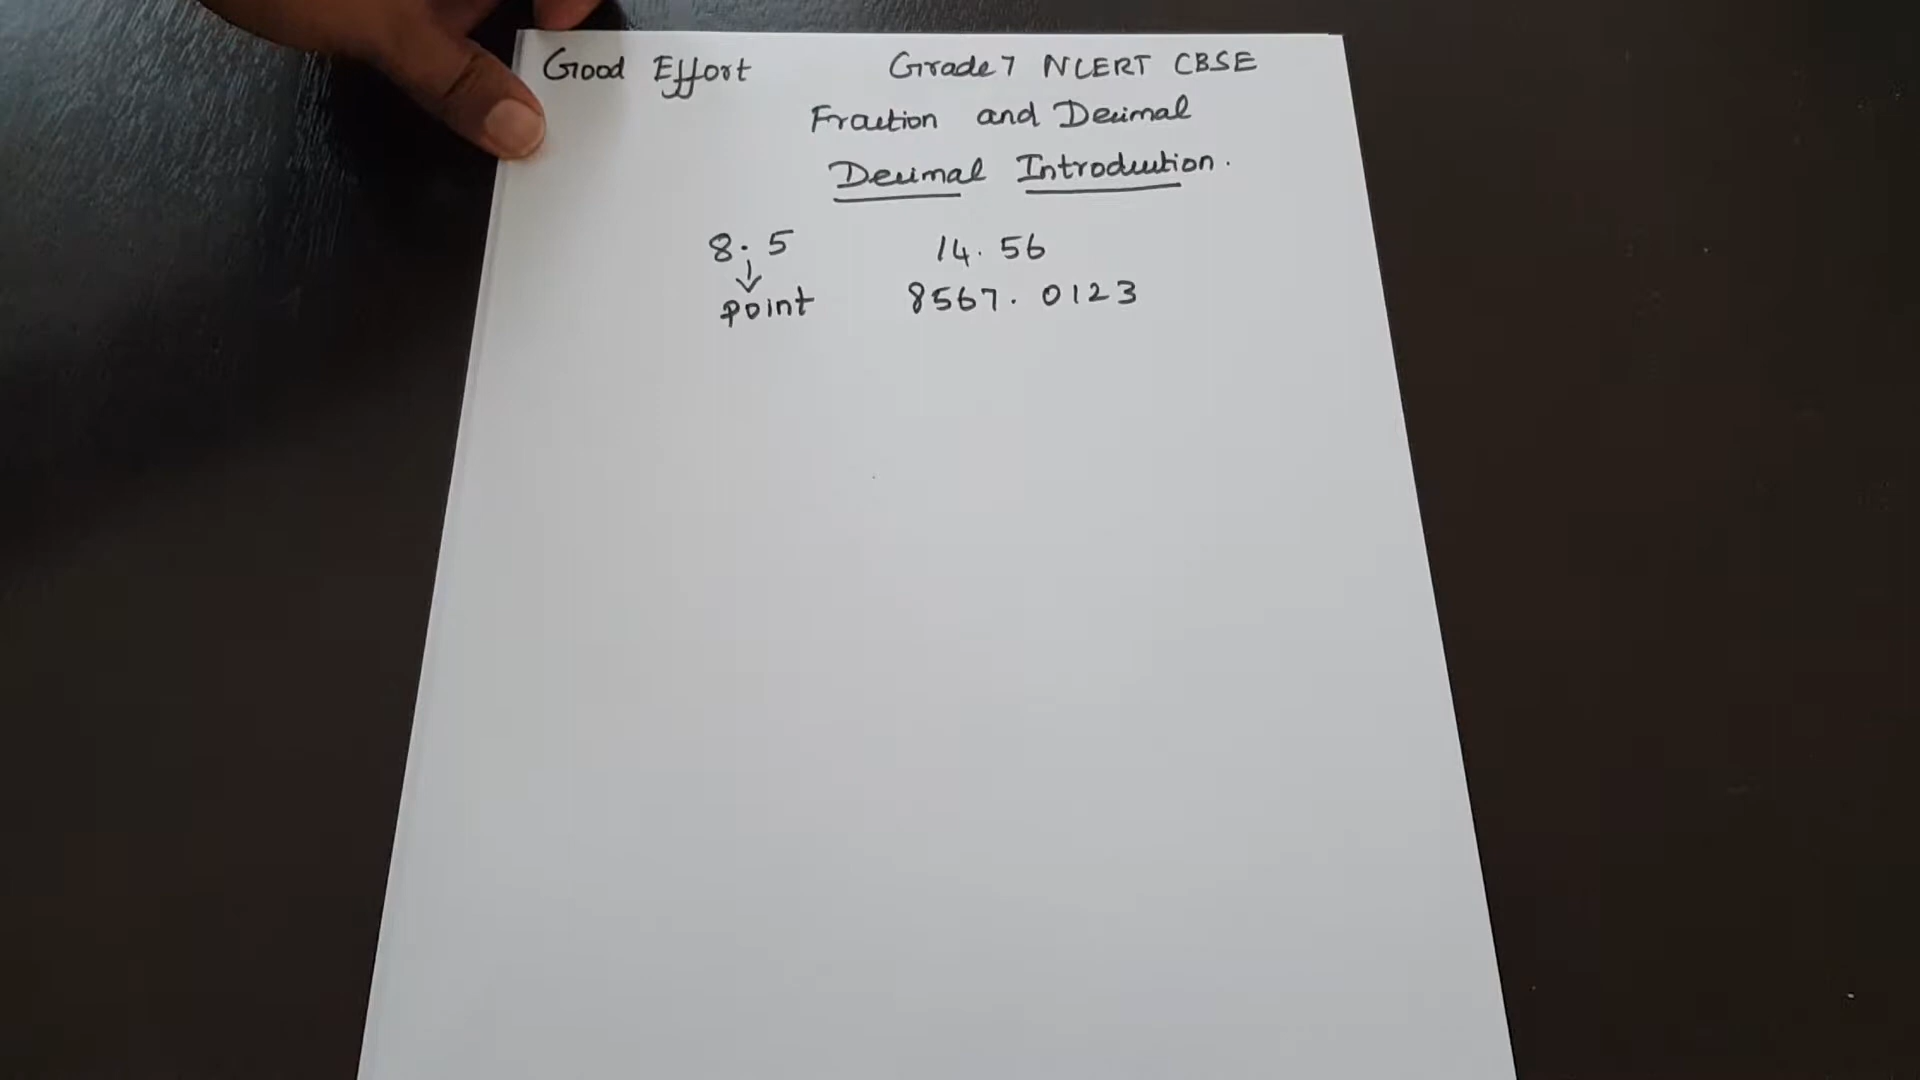 Good Effort Grade 7 NCERT CBSE
Fraction and Decimal
Decimal Introduction.
8.5 14.56
↓
point 8567.0123